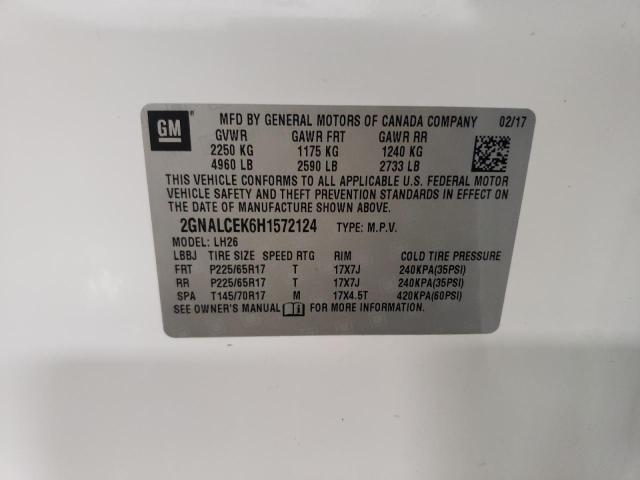 GM MFD BY GENERAL MOTORS OF CANADA COMPANY 02/17
GVWR GAWR FRT GAWR RR
2250 KG 1175 KG 1240 KG
4960 LB 2590 LB 2733 LB
THIS VEHICLE CONFORMS TO ALL APPLICABLE U.S. FEDERAL MOTOR
VEHICLE SAFETY AND THEFT PREVENTION STANDARDS IN EFFECT ON
THE DATE OF MANUFACTURE SHOWN ABOVE.
2GNALCEK6H1572124 TYPE: M.P.V.
MODEL: LH26
LBBJ TIRE SIZE SPEED RTG RIM COLD TIRE PRESSURE
FRT P225/65R17 T 17X7J 240KPA(35PSI)
RR P225/65R17 T 17X7J 240KPA(35PSI)
SPA T145/70R17 M 17X4.5T 420KPA(60PSI)
SEE OWNER'S MANUAL FOR MORE INFORMATION.